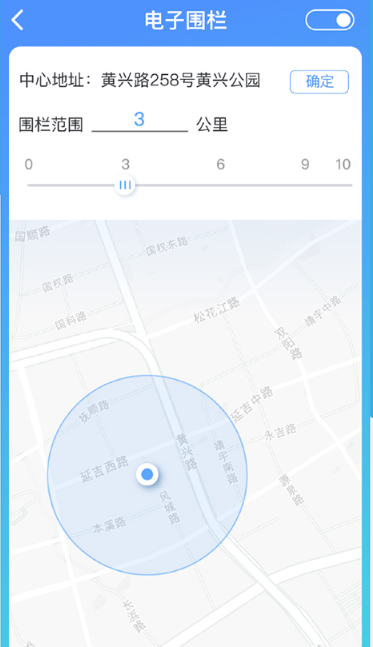 电子围栏
中心地址：黄兴路258号黄兴公园
确定
围栏范围 3 公里
0 3 6 9 10
国顺路
国权东路
国权路
国科路
松花江路
双阳路
靖宇中路
抚顺路
延吉中路
黄兴路
靖宇南路
永吉路
延吉西路
源泉路
凤城路
本溪路
长浜路